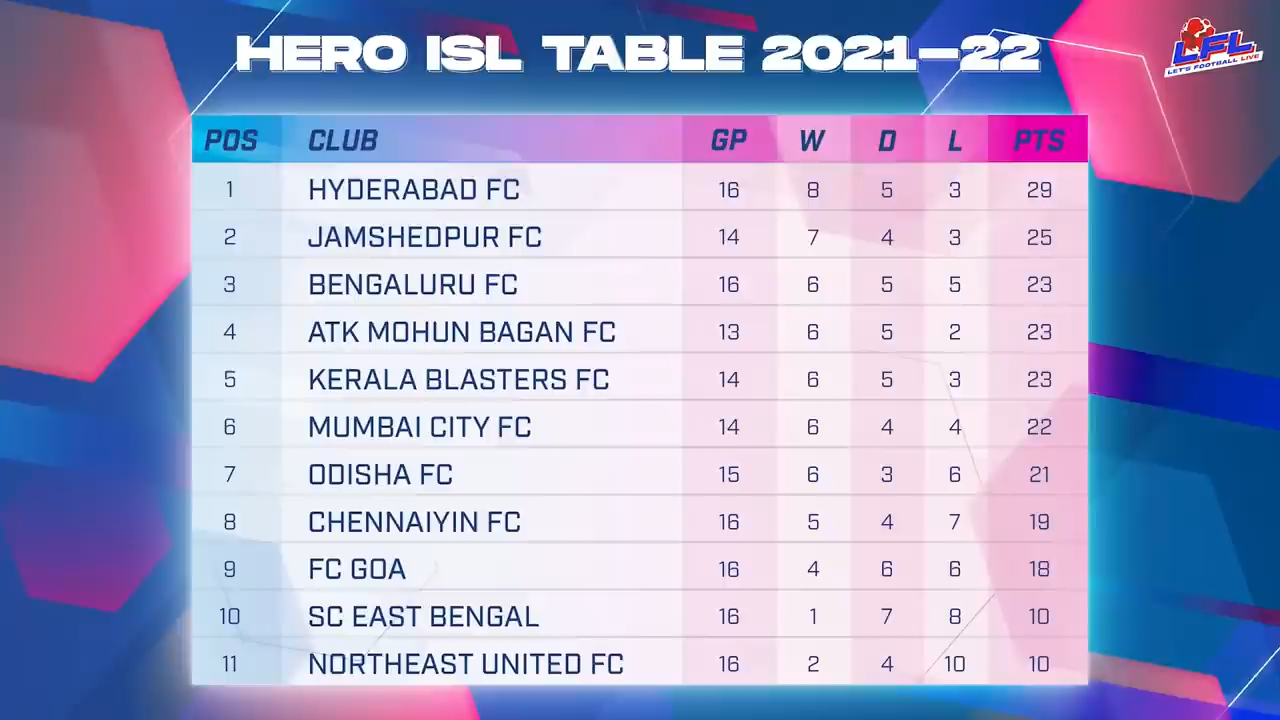 HERO ISL TABLE 2021-22
LFL
LET'S FOOTBALL LIVE
POS CLUB GP W D L PTS
1 HYDERABAD FC 16 8 5 3 29
2 JAMSHEDPUR FC 14 7 4 3 25
3 BENGALURU FC 16 6 5 5 23
4 ATK MOHUN BAGAN FC 13 6 5 2 23
5 KERALA BLASTERS FC 14 6 5 3 23
6 MUMBAI CITY FC 14 6 4 4 22
7 ODISHA FC 15 6 3 6 21
8 CHENNAIYIN FC 16 5 4 7 19
9 FC GOA 16 4 6 6 18
10 SC EAST BENGAL 16 1 7 8 10
11 NORTHEAST UNITED FC 16 2 4 10 10